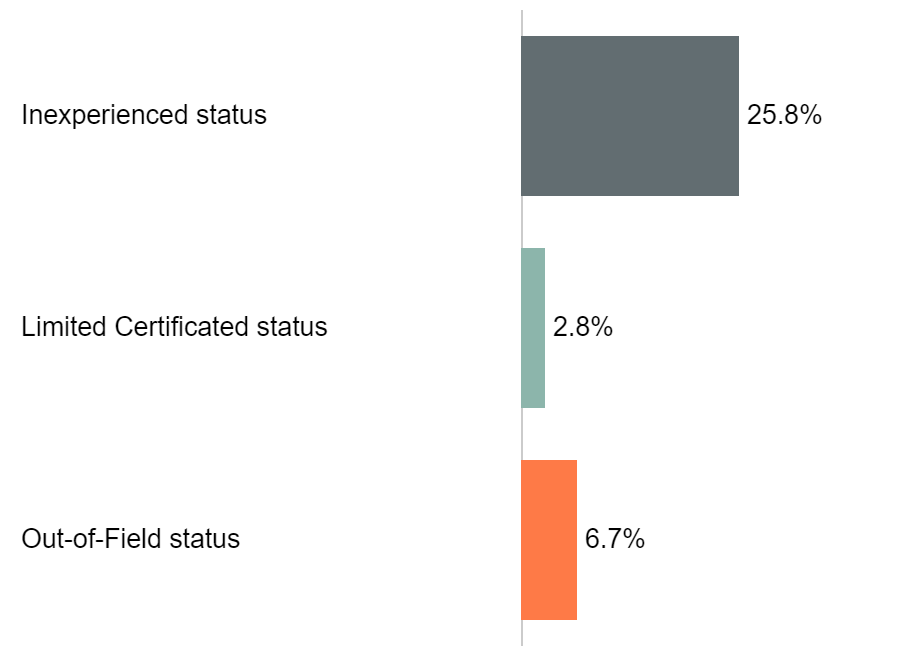 Inexperienced status 25.8%
Limited Certificated status 2.8%
Out-of-Field status 6.7%